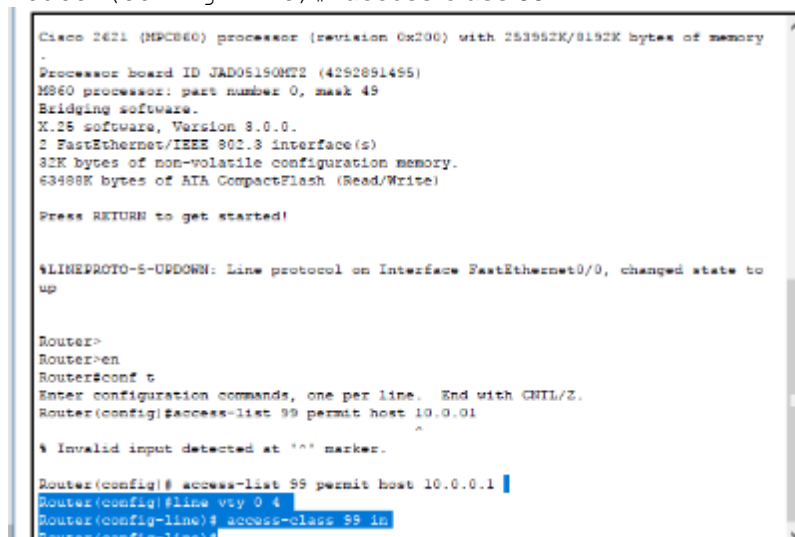 Cisco 2621 (MPC860) processor (revision 0x200) with 253952K/8192K bytes of memory
.
Processor board ID JAD05190MTZ (4292891495)
M860 processor: part number 0, mask 49
Bridging software.
X.25 software, Version 3.0.0.
2 FastEthernet/IEEE 802.3 interface(s)
32K bytes of non-volatile configuration memory.
63488K bytes of ATA CompactFlash (Read/Write)
Press RETURN to get started!
%LINEPROTO-5-UPDOWN: Line protocol on Interface FastEthernet0/0, changed state to
up
Router>
Router>en
Router#conf t
Enter configuration commands, one per line. End with CNTL/Z.
Router(config)#access-list 99 permit host 10.0.01
^
% Invalid input detected at '^' marker.
Router(config)# access-list 99 permit host 10.0.0.1
Router(config)#line vty 0 4
Router(config-line)# access-class 99 in
Router(config-line)#